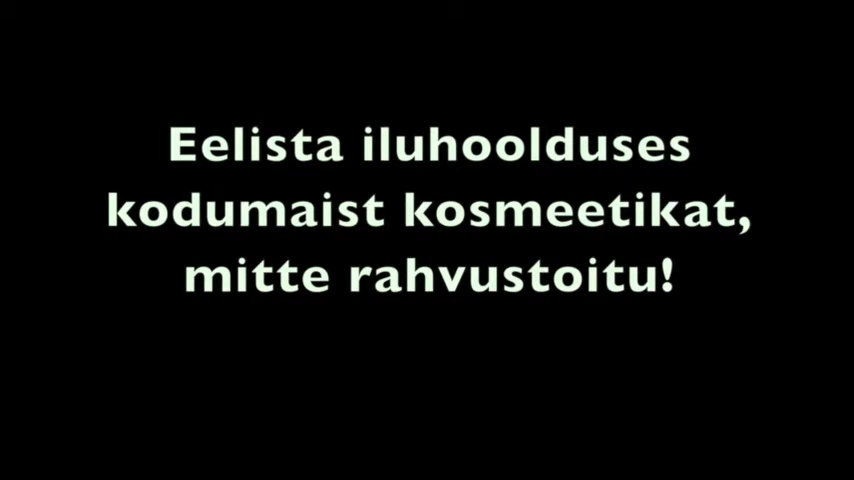 Eelista iluhoolduses
kodumaist kosmeetikat,
mitte rahvustoitu!